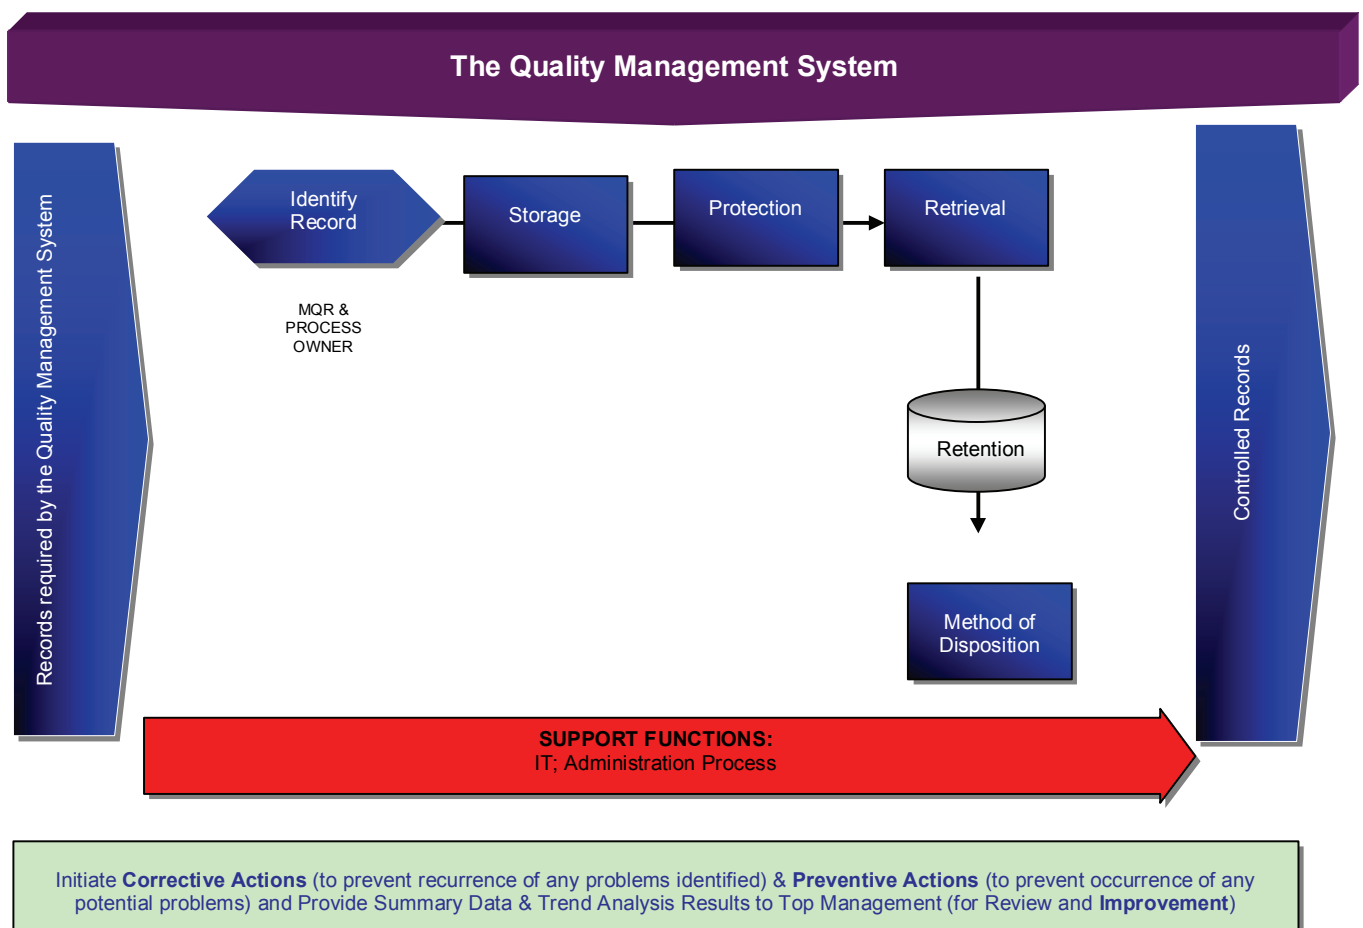 The Quality Management System
Records required by the Quality Management System
Identify
Record
Storage
Protection
Retrieval
MQR &
PROCESS
OWNER
Retention
Method of
Disposition
Controlled Records
SUPPORT FUNCTIONS:
IT; Administration Process
Initiate Corrective Actions (to prevent recurrence of any problems identified) & Preventive Actions (to prevent occurrence of any
potential problems) and Provide Summary Data & Trend Analysis Results to Top Management (for Review and Improvement)